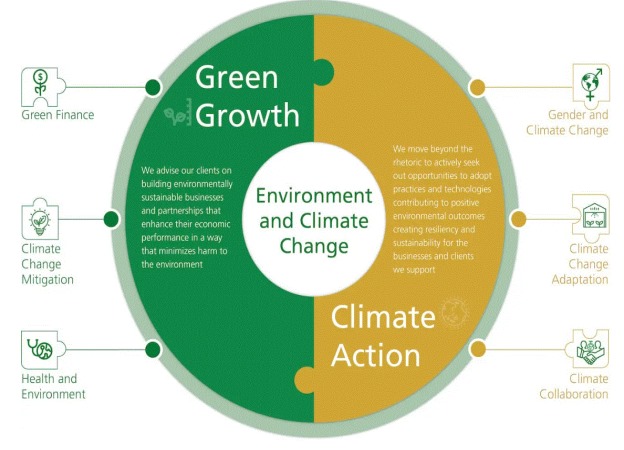 Green
Growth
We advise our clients on
building environmentally
sustainable businesses
and partnerships that
enhance their economic
performance in a way
that minimizes harm to
the environment
Green Finance
Climate
Change
Mitigation
Health and
Environment
Environment
and Climate
Change
We move beyond the
rhetoric to actively seek
out opportunities to adopt
practices and technologies
contributing to positive
environmental outcomes
creating resiliency and
sustainability for the
businesses and clients
we support
Climate
Action
Gender and
Climate Change
Climate
Change
Adaptation
Climate
Collaboration